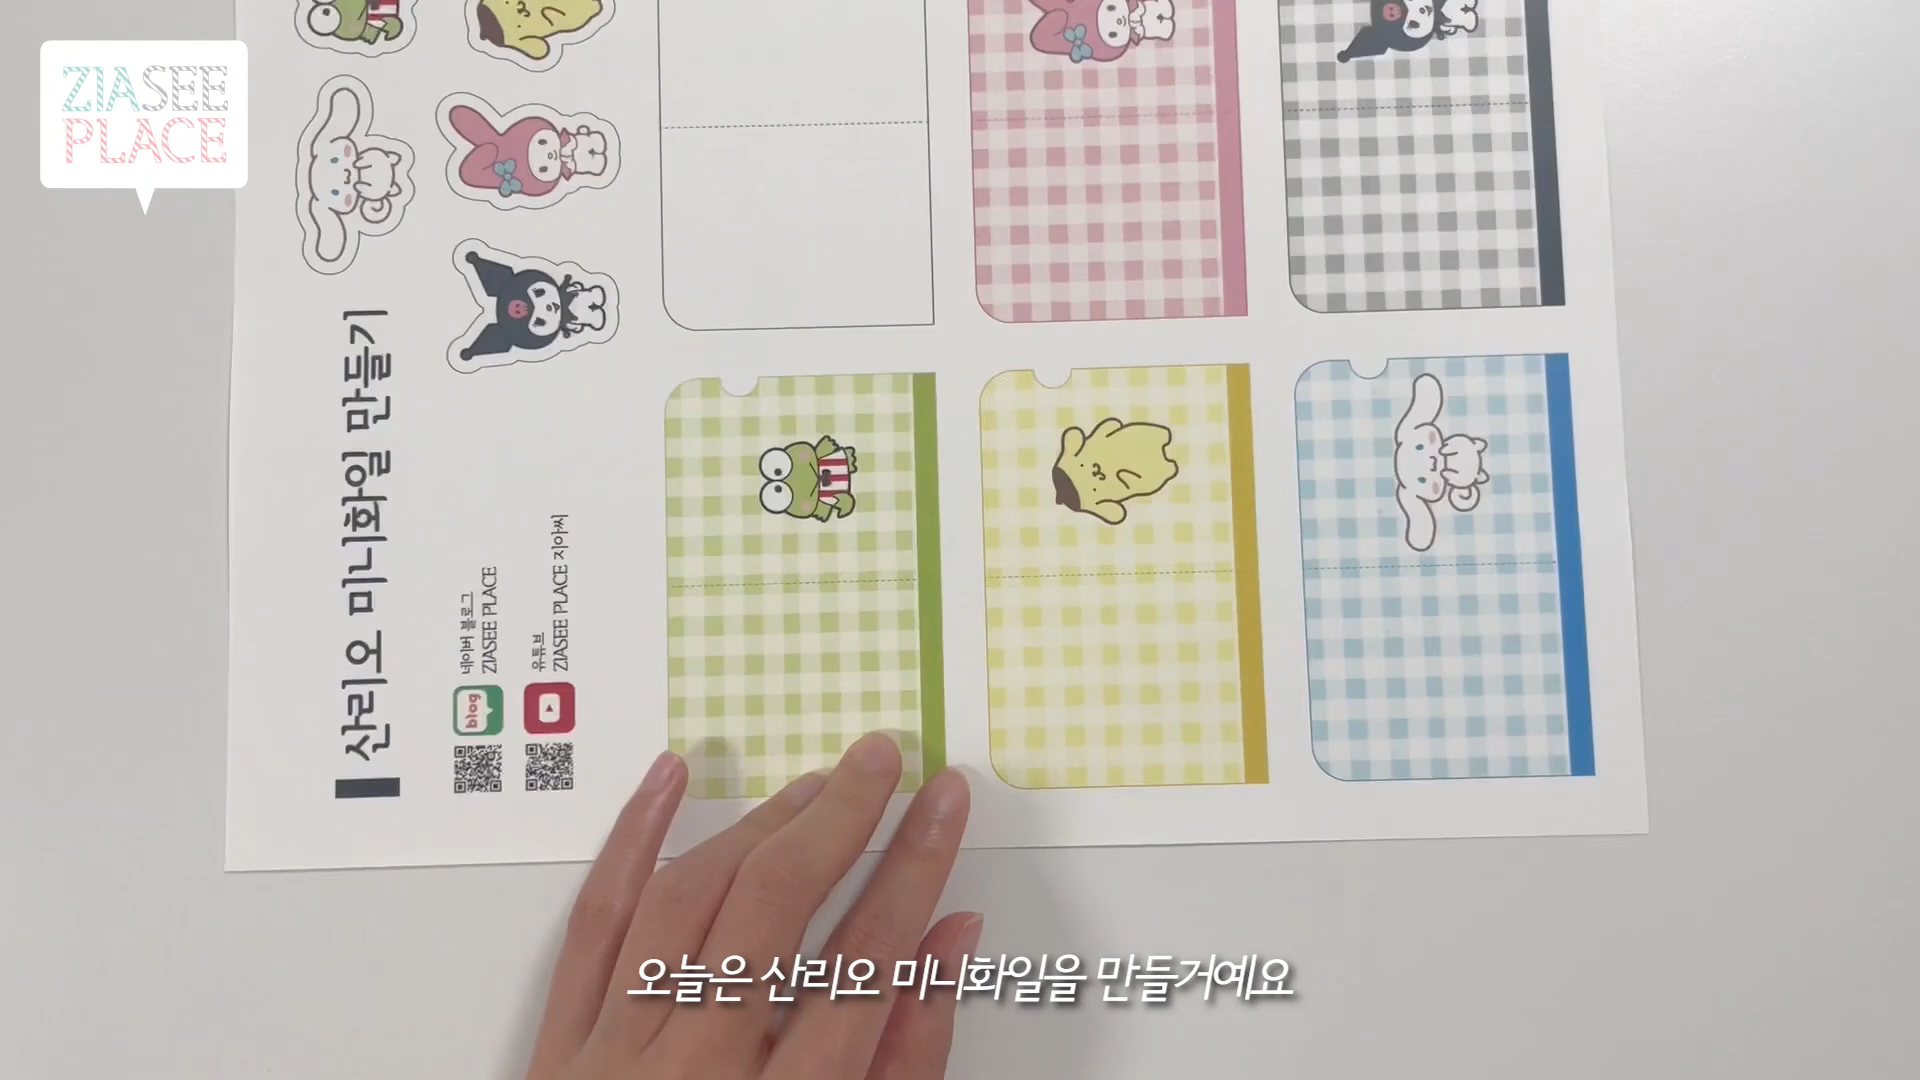 ZIASEE
PLACE
산리오 미니화일 만들기
네이버 블로그
ZIASEE PLACE
blog
유튜브
ZIASEE PLACE 지아씨
오늘은 산리오 미니화일을 만들거예요